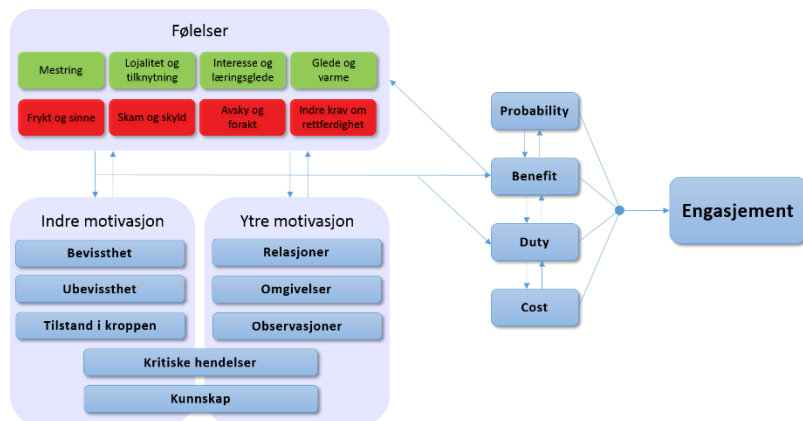 Følelser
Mestring
Lojalitet og
tilknytning
Interesse og
læringsglede
Glede og
varme
Frykt og sinne
Skam og skyld
Avsky og
forakt
Indre krav om
rettferdighet
Indre motivasjon
Bevissthet
Ubevissthet
Tilstand i kroppen
Ytre motivasjon
Relasjoner
Omgivelser
Observasjoner
Kritiske hendelser
Kunnskap
Probability
Benefit
Duty
Cost
Engasjement